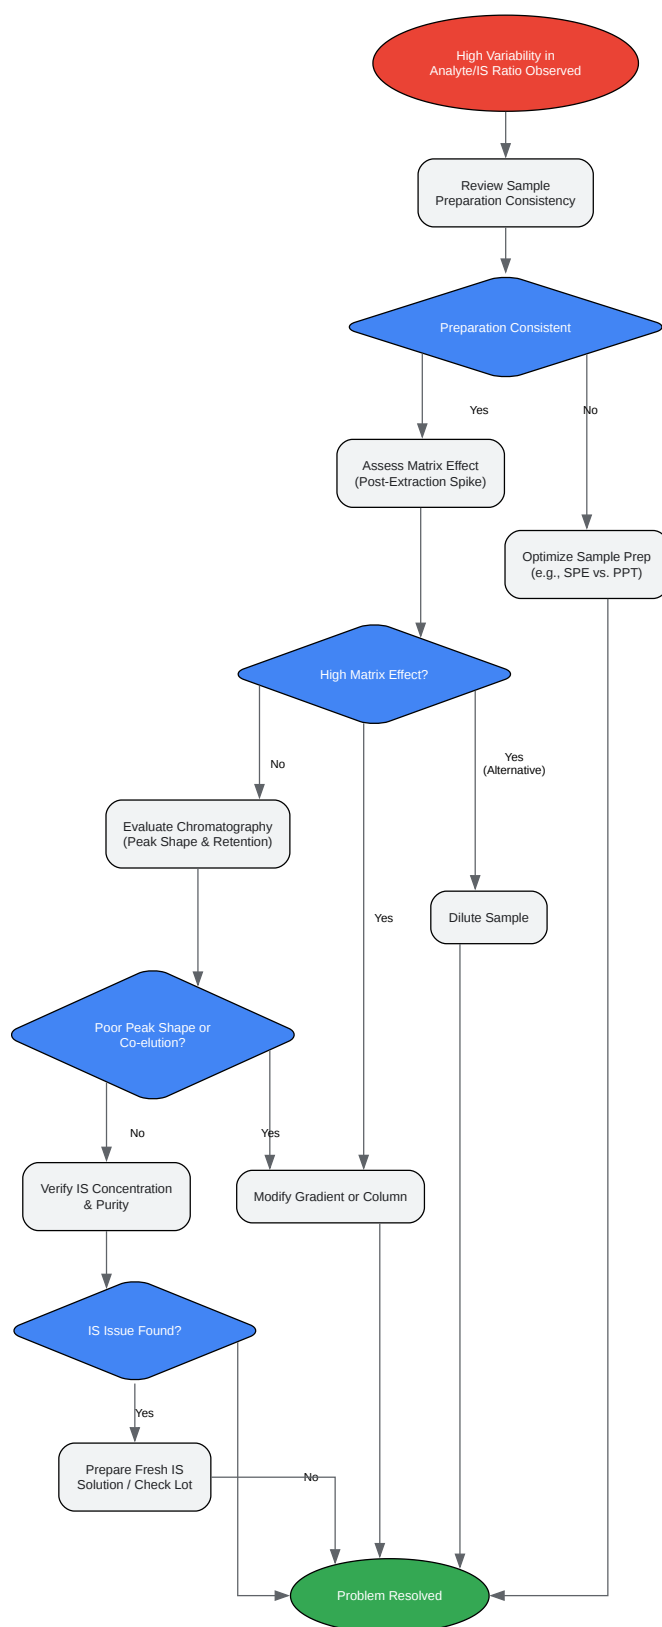 High Variability in
Analyte/IS Ratio Observed
Review Sample
Preparation Consistency
Preparation Consistent
Yes
No
Assess Matrix Effect
(Post-Extraction Spike)
Optimize Sample Prep
(e.g., SPE vs. PPT)
High Matrix Effect?
No
Yes
(Alternative)
Evaluate Chromatography
(Peak Shape & Retention)
Yes
Dilute Sample
Poor Peak Shape or
Co-elution?
No
Yes
Verify IS Concentration
& Purity
Modify Gradient or Column
IS Issue Found?
Yes
Prepare Fresh IS
Solution / Check Lot
No
Problem Resolved